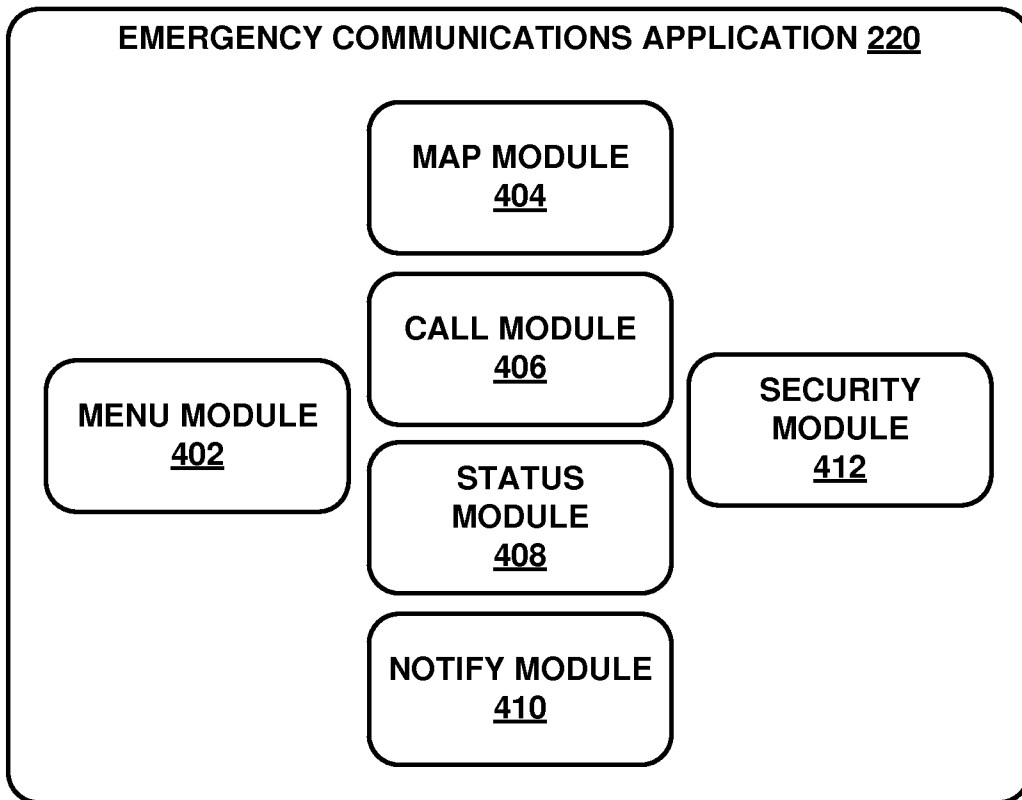 EMERGENCY COMMUNICATIONS APPLICATION 220
MAP MODULE
404
CALL MODULE
406
MENU MODULE
402
SECURITY
MODULE
412
STATUS
MODULE
408
NOTIFY MODULE
410